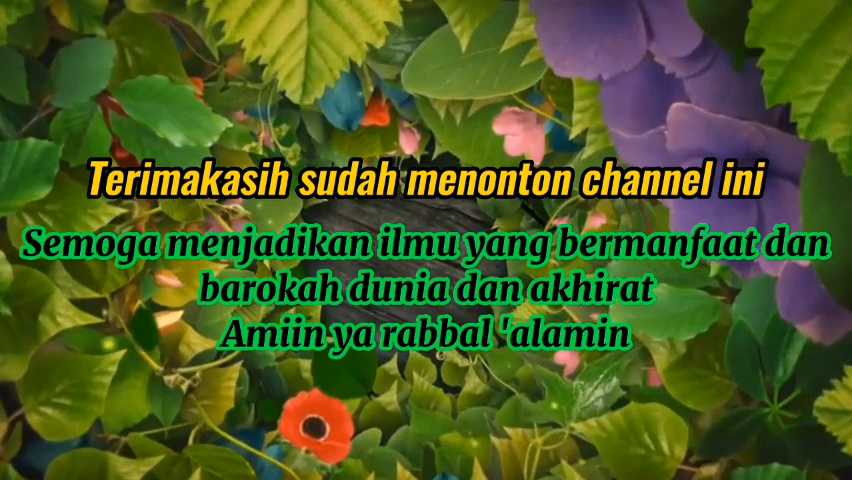 Terimakasih sudah menonton channel ini
Semoga menjadikan ilmu yang bermanfaat dan
barokah dunia dan akhirat
Amiin ya rabbal 'alamin